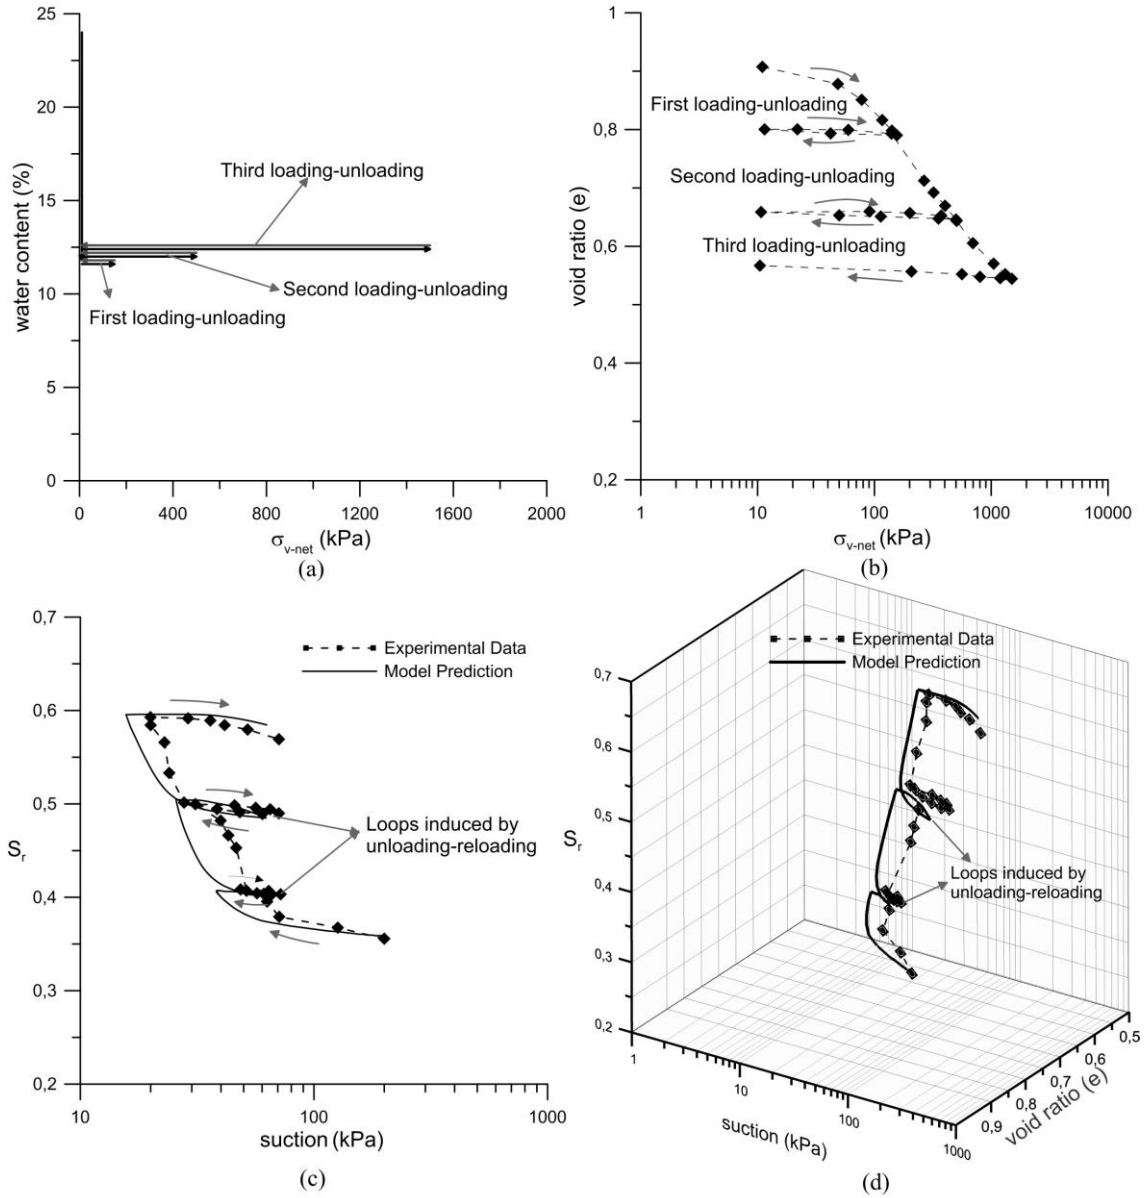 25
20
15
10
5
0
water content (%)
Third loading-unloading
Second loading-unloading
First loading-unloading
0
400
800
1200
1600
2000
σv-net (kPa)
(a)
1
0,8
0,6
0,4
0,2
void ratio (e)
First loading-unloading
Second loading-unloading
Third loading-unloading
1
10
100
1000
10000
σv-net (kPa)
(b)
0,7
0,6
0,5
0,4
0,3
0,2
Sr
Experimental Data
Model Prediction
Loops induced by
unloading-reloading
10
100
1000
suction (kPa)
(c)
Experimental Data
Model Prediction
0,7
0,6
0,5
0,4
0,3
0,2
Sr
Loops induced by
unloading-reloading
1
10
100
1000
suction (kPa)
0,5
0,6
0,7
0,8
0,9
void ratio (e)
(d)